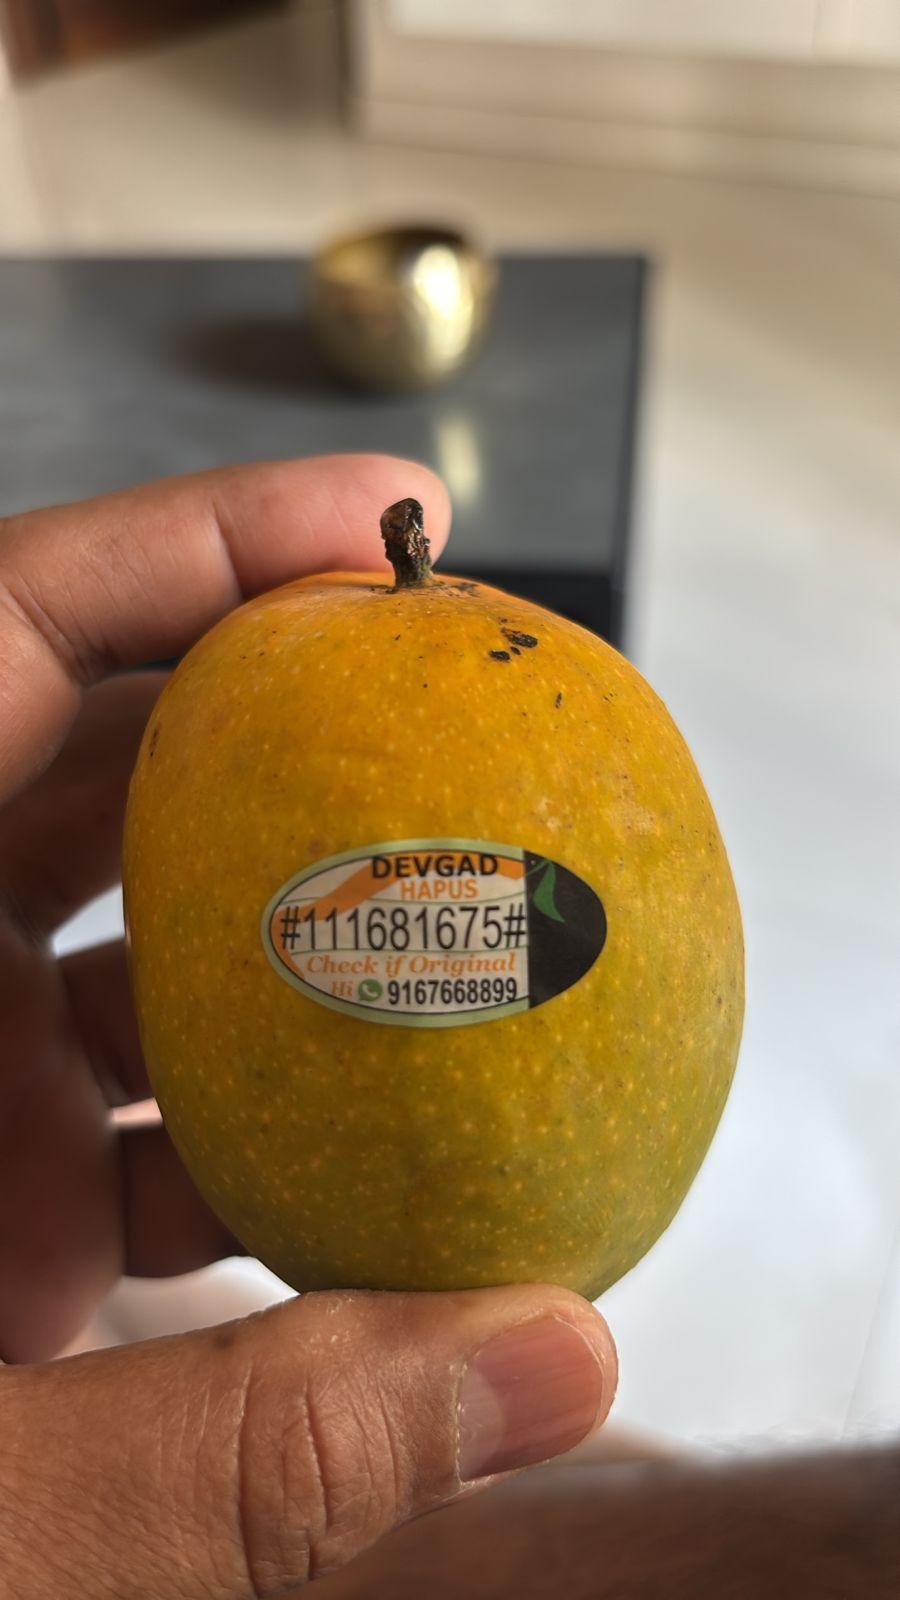 DEVGAD
HAPUS
#111681675#
Check if Original
Hi 9167668899